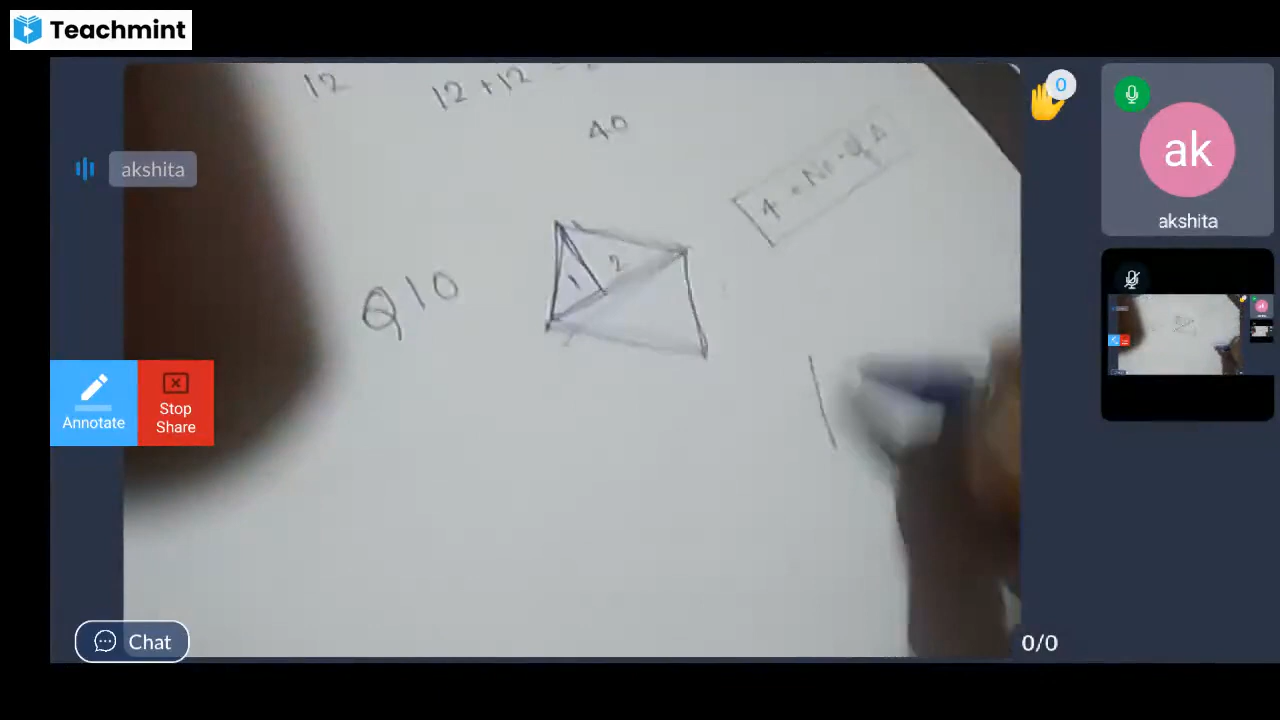 Teachmint
12
12 + 12
40
0
akshita
ak
akshita
Q10
1
2
Annotate
Stop
Share
Chat
0/0